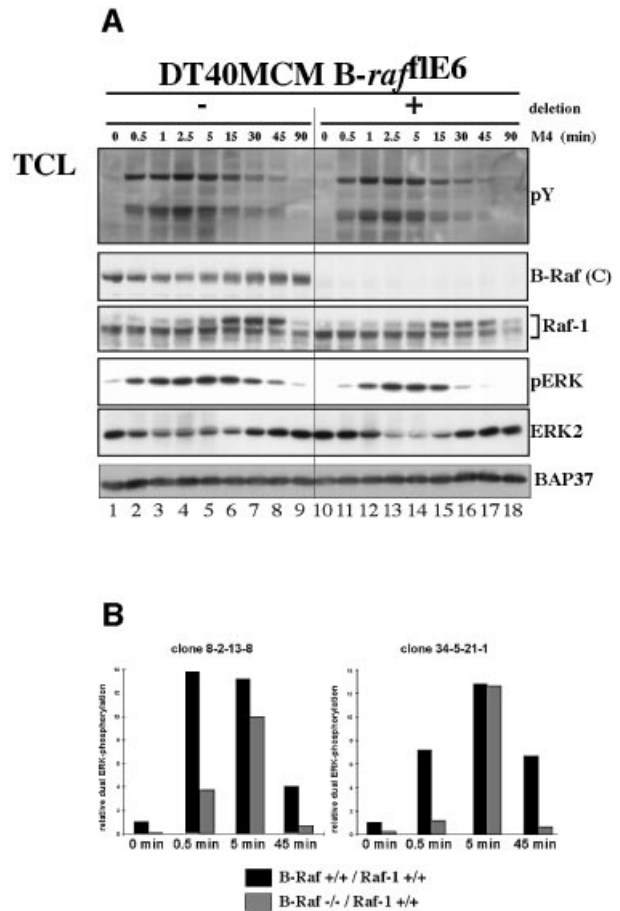 A
DT40MCM B-raf flE6
- + deletion
0 0.5 1 2.5 5 15 30 45 90 0 0.5 1 2.5 5 15 30 45 90 M4 (min)
TCL
pY
B-Raf (C)
Raf-1
pERK
ERK2
BAP37
1 2 3 4 5 6 7 8 9 10 11 12 13 14 15 16 17 18
B
clone 8-2-13-8 clone 34-5-21-1
relative dual ERK-phosphorylation
0 min 0.5 min 5 min 45 min
relative dual ERK-phosphorylation
0 min 0.5 min 5 min 45 min
B-Raf +/+ / Raf-1 +/+
B-Raf -/- / Raf-1 +/+